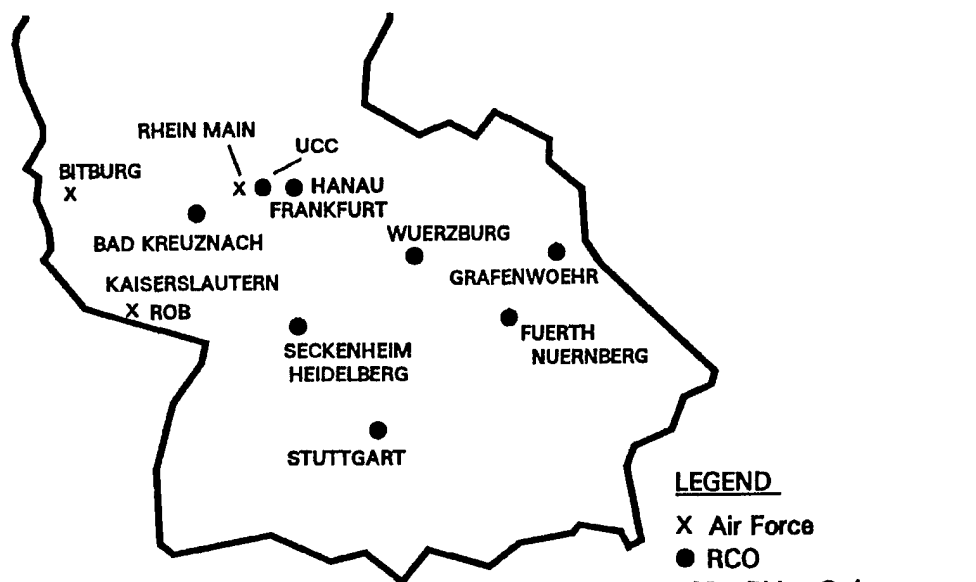 RHEIN MAIN
UCC
BITBURG
X
X
HANAU
FRANKFURT
BAD KREUZNACH
WUERZBURG
GRAFENWOEHR
KAISERSLAUTERN
X ROB
FUERTH
NUERNBERG
SECKENHEIM
HEIDELBERG
STUTTGART
LEGEND
X Air Force
RCO